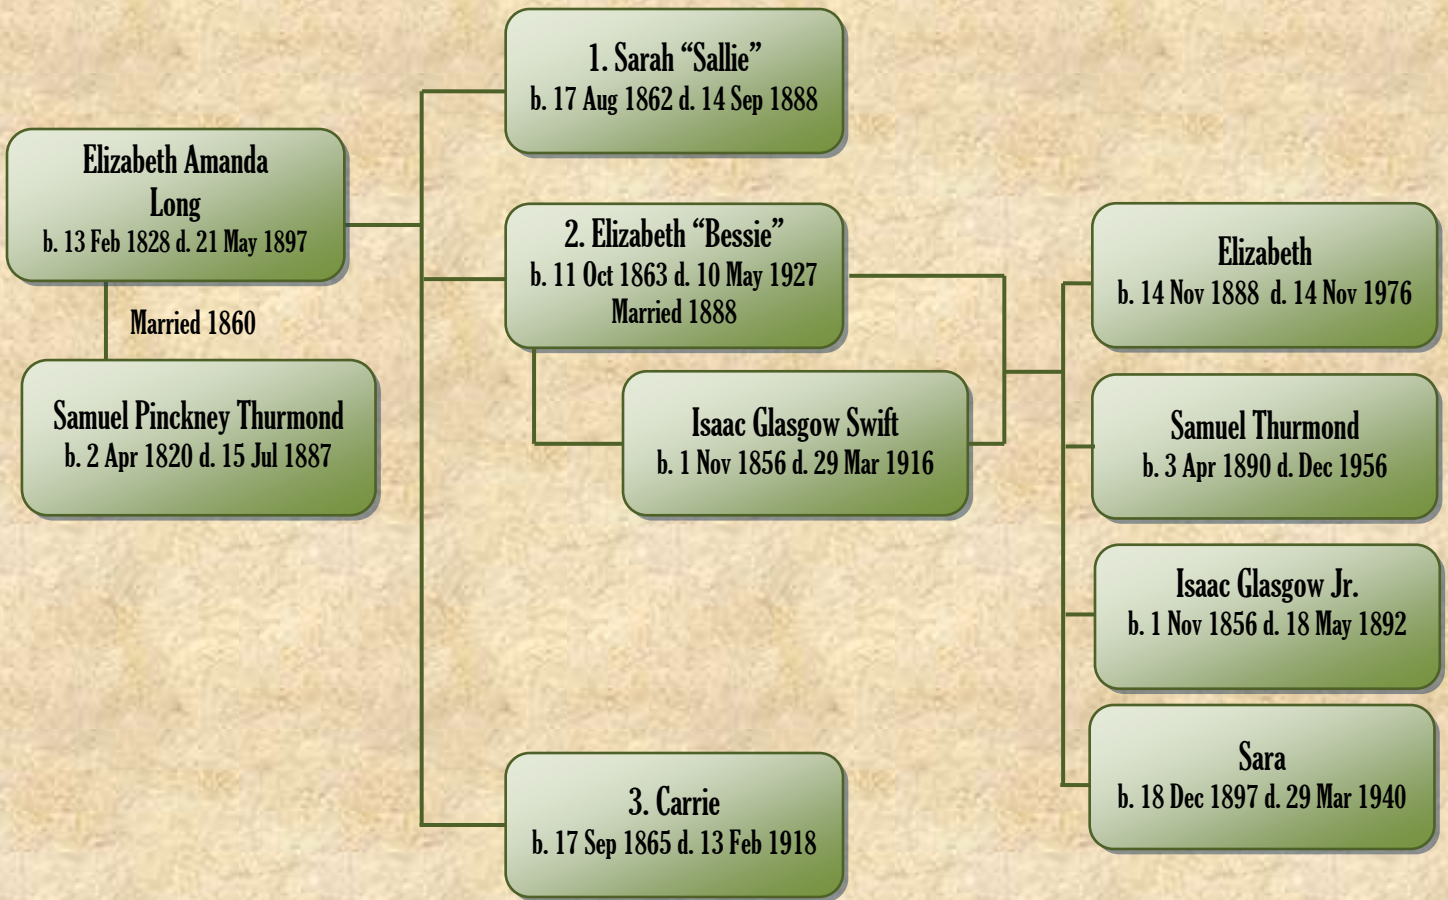 Elizabeth Amanda
Long
b. 13 Feb 1828 d. 21 May 1897
Married 1860
Samuel Pinckney Thurmond
b. 2 Apr 1820 d. 15 Jul 1887
1. Sarah “Sallie”
b. 17 Aug 1862 d. 14 Sep 1888
2. Elizabeth “Bessie”
b. 11 Oct 1863 d. 10 May 1927
Married 1888
Isaac Glasgow Swift
b. 1 Nov 1856 d. 29 Mar 1916
3. Carrie
b. 17 Sep 1865 d. 13 Feb 1918
Elizabeth
b. 14 Nov 1888 d. 14 Nov 1976
Samuel Thurmond
b. 3 Apr 1890 d. Dec 1956
Isaac Glasgow Jr.
b. 1 Nov 1856 d. 18 May 1892
Sara
b. 18 Dec 1897 d. 29 Mar 1940